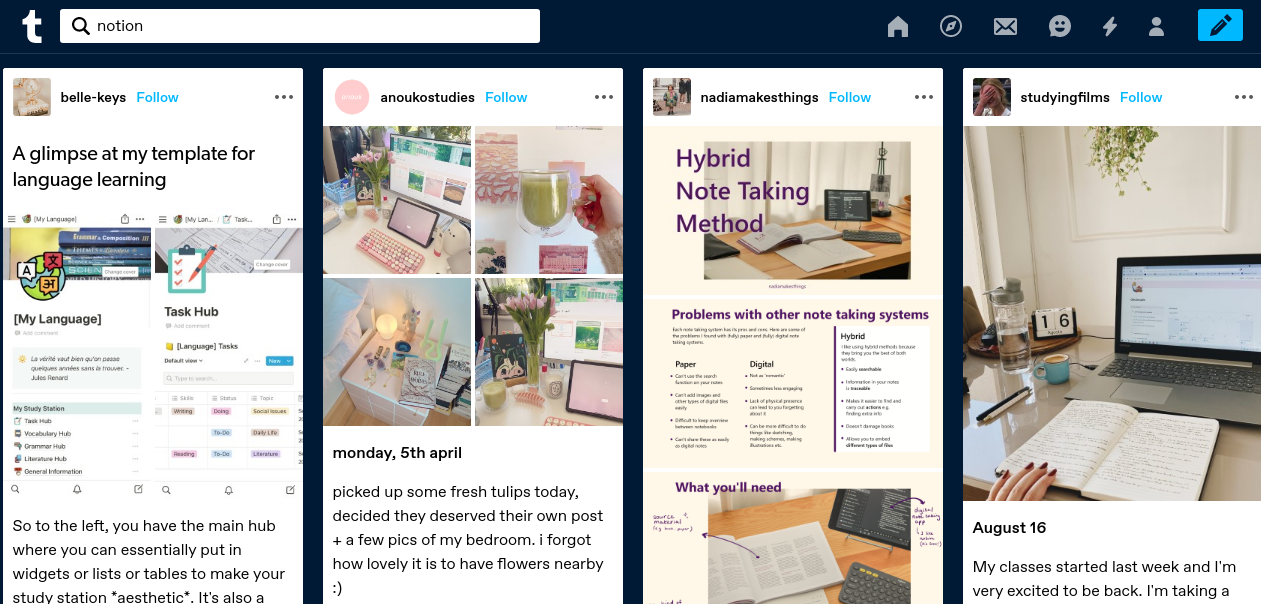 t
notion
belle-keys Follow
A glimpse at my template for
language learning
[My Language]
[My Lan... / Task...
Grammar & Composition III
Change cover
Change cover
[My Language]
Add comment
La vérité vaut bien qu'on passe
quelques années sans la trouver. -
Jules Renard
My Study Station
Task Hub
Vocabulary Hub
Grammar Hub
Literature Hub
General Information
Task Hub
Add comment
[Language] Tasks
Default view
New
Type to search...
Skills Status Topic
Writing Doing Social Issues
To-Do Daily Life
Reading To-Do Literature
So to the left, you have the main hub
where you can essentially put in
widgets or lists or tables to make your
study station *aesthetic*. It's also a
anoukostudies Follow
monday, 5th april
picked up some fresh tulips today,
decided they deserved their own post
+ a few pics of my bedroom. i forgot
how lovely it is to have flowers nearby
:)
nadiamakesthings Follow
Hybrid
Note Taking
Method
nadiamakesthings
Problems with other note taking systems
Each note taking system has its pros and cons. Here are some of
the problems I found with (fully) paper and (fully) digital note
taking systems.
Paper
Can't use the search
function on your notes
Can't add images and
other types of digital files
easily
Difficult to keep overview
between notebooks
Can't share these as easily
as digital notes
Digital
Not as 'romantic'
Sometimes less engaging
Lack of physical presence
can lead to you forgetting
about it
Can be more difficult to do
things like sketching,
making schemes, making
illustrations etc.
Hybrid
I like using hybrid methods because
they bring you the best of both
worlds.
Easily searchable
Information in your notes
is traceable
Makes it easier to find and
carry out actions e.g.
finding extra info
Doesn't damage books
Allows you to embed
different types of files
What you'll need
source
material
digital
note taking
app
studyingfilms Follow
1 6
August 16
My classes started last week and I'm
very excited to be back. I'm taking a